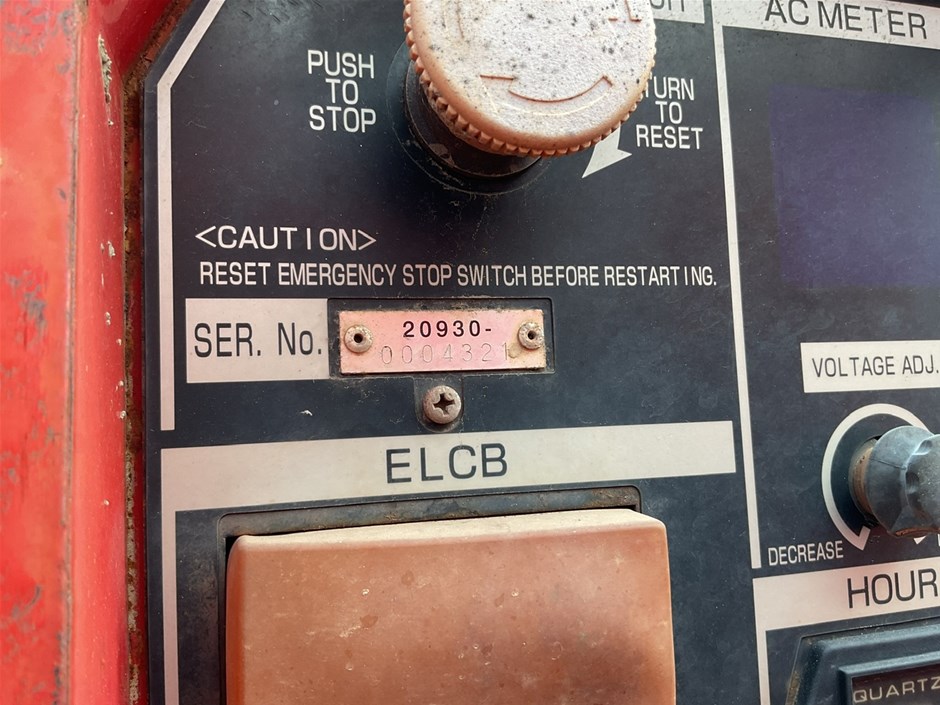 AC METER
PUSH
TO
STOP
TO
RESET
<CAUTION>
RESET EMERGENCY STOP SWITCH BEFORE RESTARTING.
SER. No.
20930-
0004321
VOLTAGE ADJ.
ELCB
DECREASE
HOUR
QUARTZ